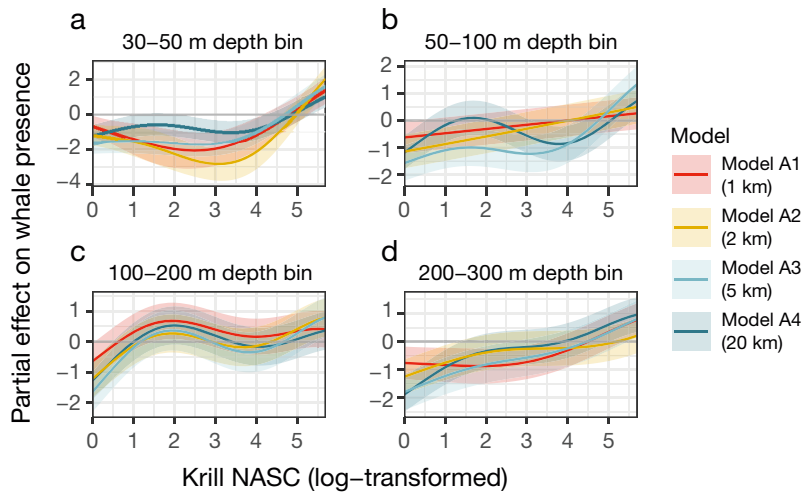 a
30–50 m depth bin
2
0
−2
−4
0 1 2 3 4 5
b
50–100 m depth bin
2
1
0
−1
−2
0 1 2 3 4 5
c
100–200 m depth bin
1
0
−1
−2
0 1 2 3 4 5
d
200–300 m depth bin
1
0
−1
−2
0 1 2 3 4 5
Partial effect on whale presence
Krill NASC (log−transformed)
Model
Model A1
(1 km)
Model A2
(2 km)
Model A3
(5 km)
Model A4
(20 km)